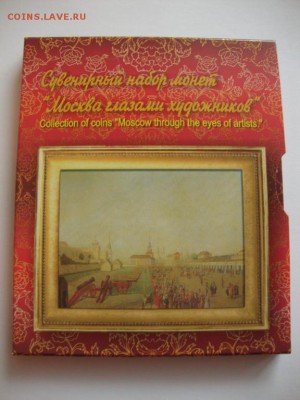 COINS.LAVE.RU
Сувенирный набор монет
"Москва глазами художников"
Collection of coins "Moscow through the eyes of artists."